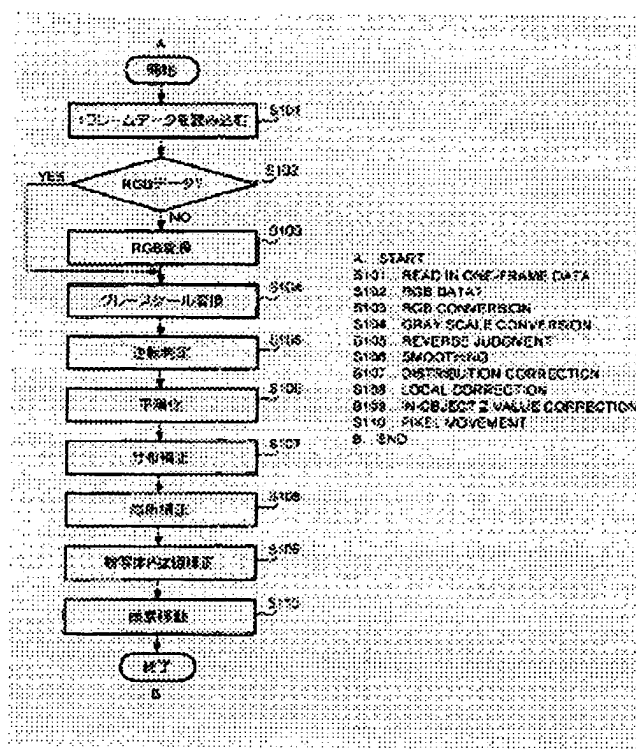 A
開始
1フレームデータを読み込む
S101
RGBデータ?
S102
YES
NO
RGB変換
S103
グレースケール変換
S104
逆転判定
S105
平滑化
S106
分布補正
S107
局所補正
S108
被写体内Z値補正
S109
画素移動
S110
終了
B
A START
S101 READ IN ONE-FRAME DATA
S102 RGB DATA?
S103 RGB CONVERSION
S104 GRAY SCALE CONVERSION
S105 REVERSE JUDGMENT
S106 SMOOTHING
S107 DISTRIBUTION CORRECTION
S108 LOCAL CORRECTION
S109 IN-OBJECT Z VALUE CORRECTION
S110 PIXEL MOVEMENT
B END